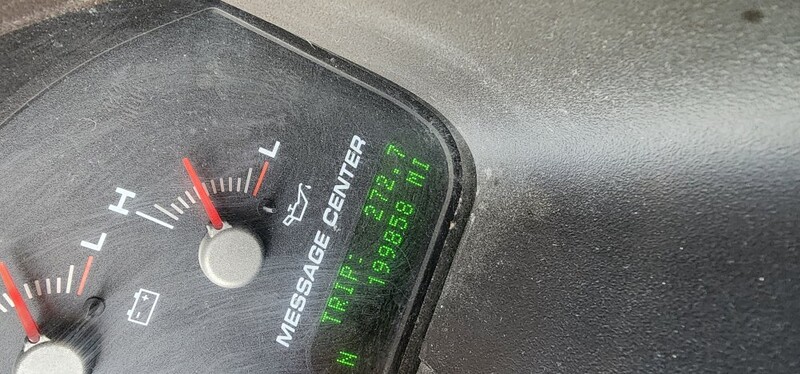 L
H
L
MESSAGE CENTER
TRIP: 272.7
N 199858 MI